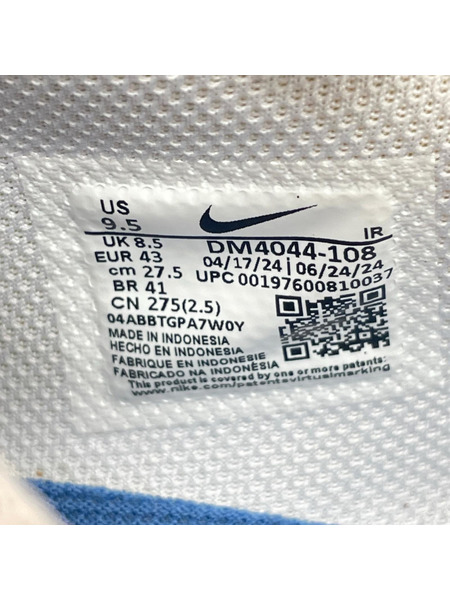 US
9.5
UK 8.5
EUR 43
cm 27.5
BR 41
CN 275(2.5)
04ABBTGPA7W0Y
IR
DM4044-108
04/17/24 | 06/24/24
UPC 00197600810037
MADE IN INDONESIA
HECHO EN INDONESIA
FABRIQUE EN INDONESIE
FABRICADO NA INDONÉSIA
This product is covered by one or more patents.
www.nike.com/patents/virtualmarking